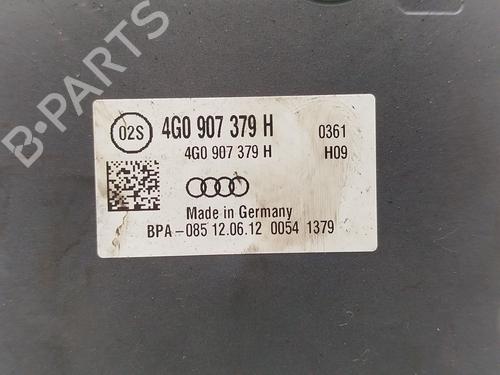 B-PARTS
02S
4G0 907 379 H 0361
4G0 907 379 H H09
Made in Germany
BPA-085 12.06.12 0054 1379